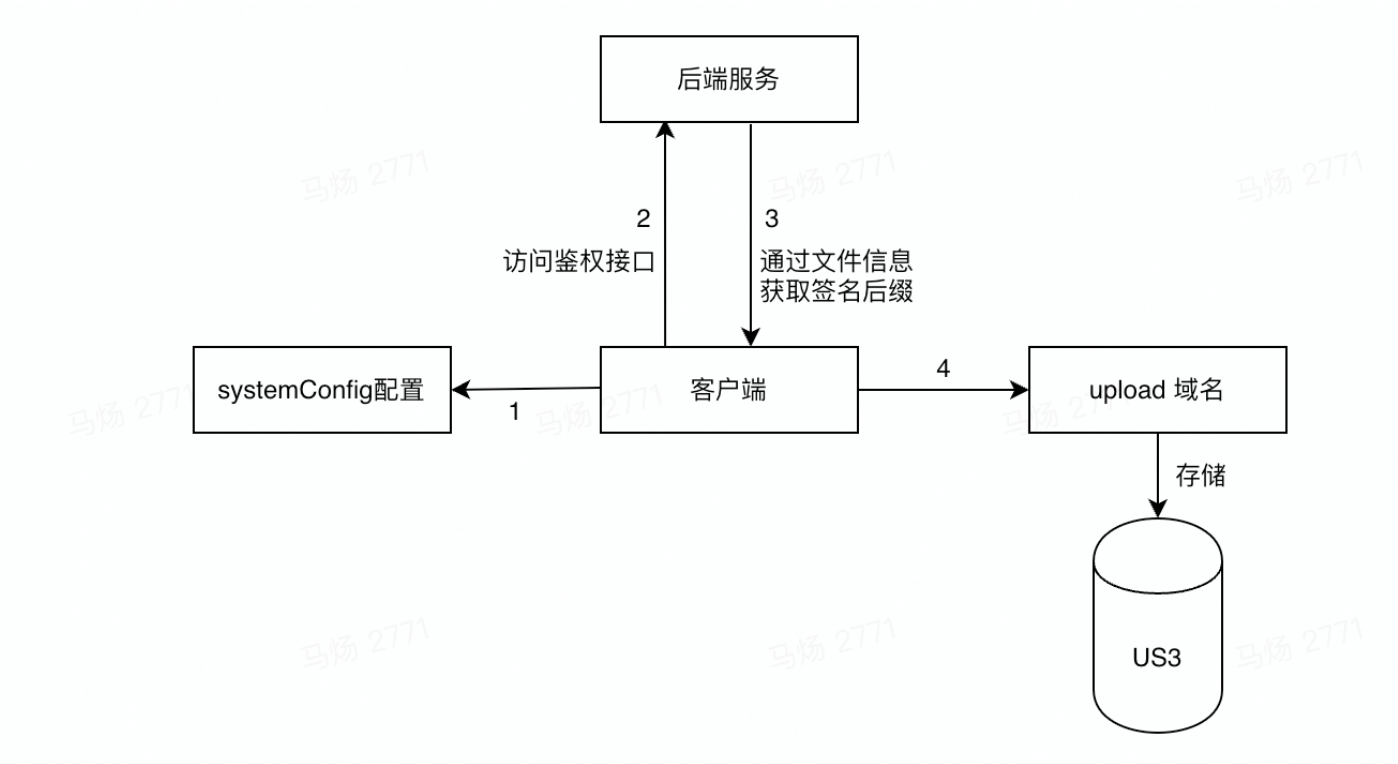 后端服务
2
3
访问鉴权接口
通过文件信息
获取签名后缀
systemConfig配置
1
客户端
4
upload 域名
存储
US3
马炀 2771
马炀 2771
马炀 2771
马炀 2771
马炀 2771
马炀 2771
马炀 2771
马炀 2771
马炀 2771